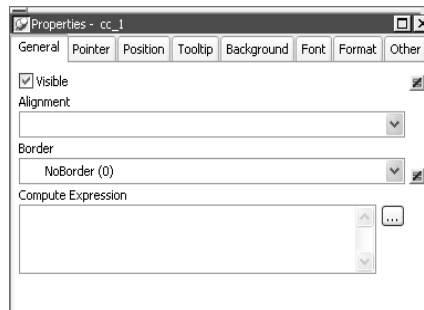 Properties - cc_1
General Pointer Position Tooltip Background Font Format Other
Visible
Alignment
Border
NoBorder (0)
Compute Expression
...